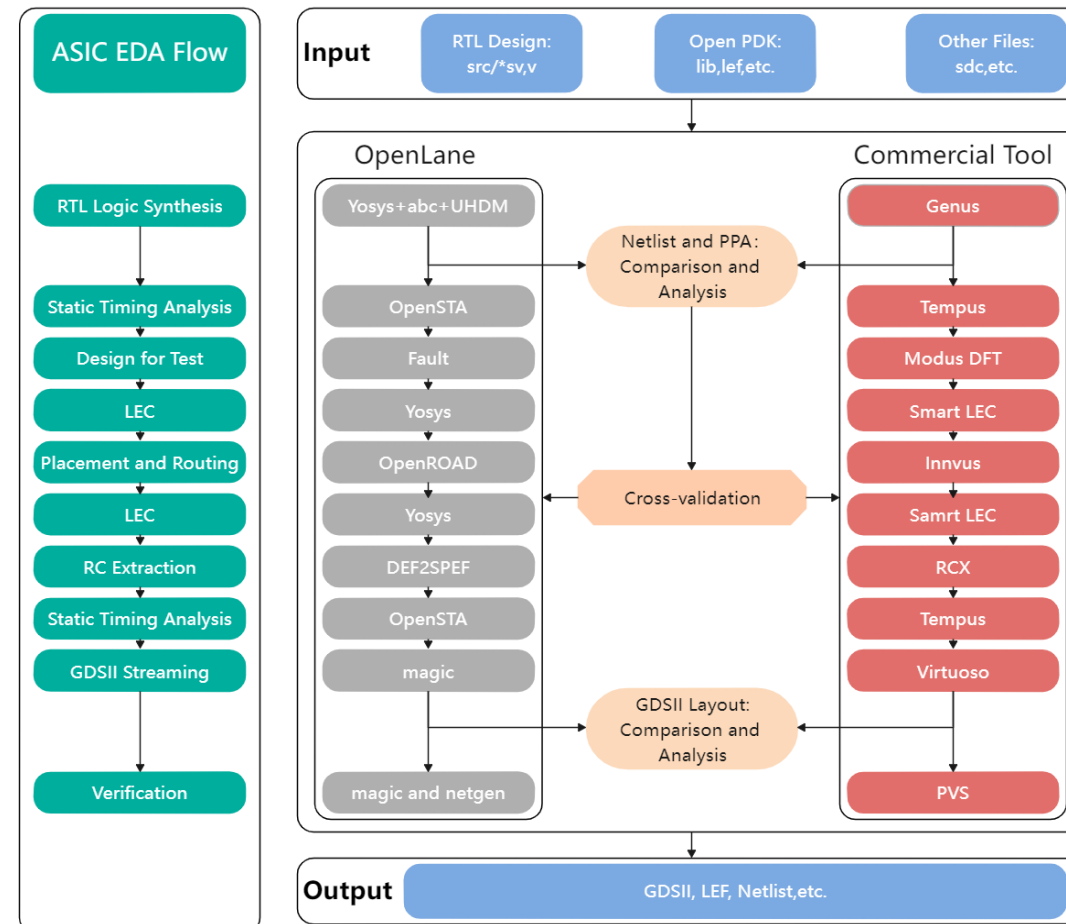 ASIC EDA Flow
RTL Logic Synthesis
Static Timing Analysis
Design for Test
LEC
Placement and Routing
LEC
RC Extraction
Static Timing Analysis
GDSII Streaming
Verification
Input
RTL Design:
src/*sv,v
Open PDK:
lib,lef,etc.
Other Files:
sdc,etc.
OpenLane
Yosys+abc+UHDM
OpenSTA
Fault
Yosys
OpenROAD
Yosys
DEF2SPEF
OpenSTA
magic
magic and netgen
Netlist and PPA:
Comparison and
Analysis
Cross-validation
GDSII Layout:
Comparison and
Analysis
Commercial Tool
Genus
Tempus
Modus DFT
Smart LEC
Innvus
Samrt LEC
RCX
Tempus
Virtuoso
PVS
Output
GDSII, LEF, Netlist,etc.